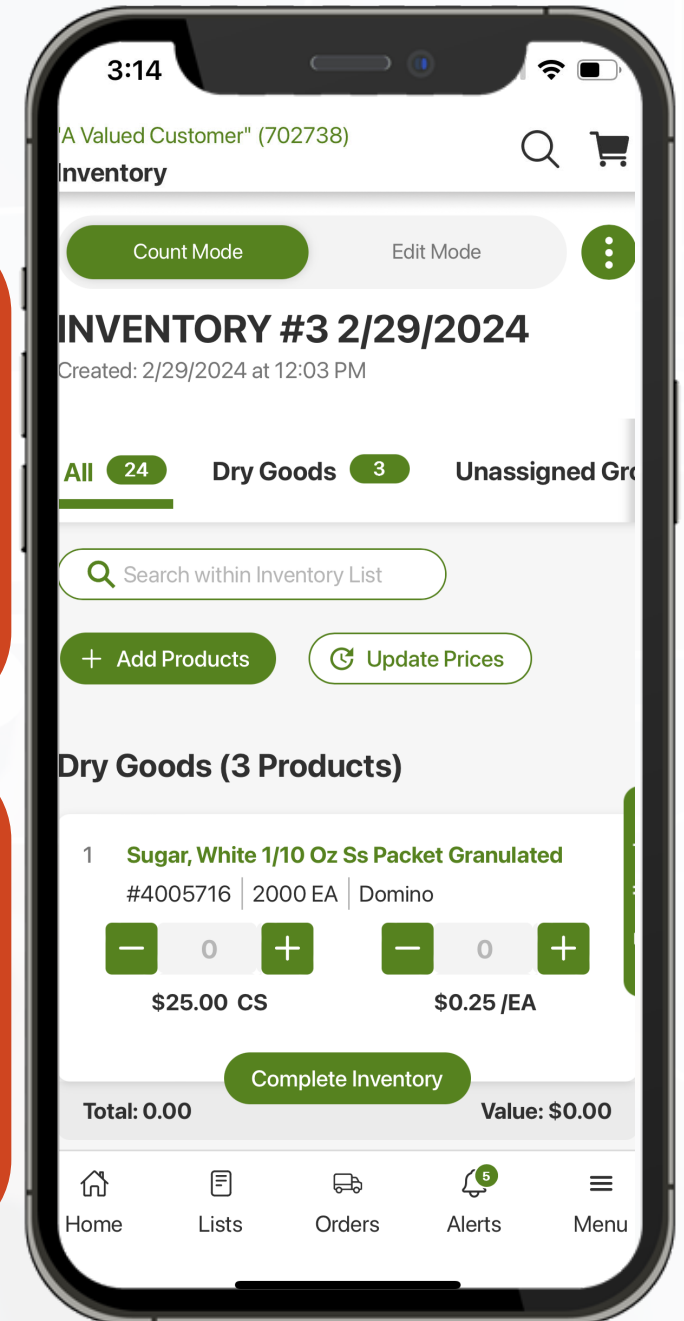 3:14
'A Valued Customer" (702738)
Inventory
Count Mode Edit Mode
INVENTORY #3 2/29/2024
Created: 2/29/2024 at 12:03 PM
All 24 Dry Goods 3 Unassigned
Search within Inventory List
+ Add Products Update Prices
Dry Goods (3 Products)
1 Sugar, White 1/10 Oz Ss Packet Granulated
#4005716 | 2000 EA | Domino
− 0 + − 0 +
$25.00 CS $0.25 /EA
Complete Inventory
Total: 0.00 Value: $0.00
5
Home Lists Orders Alerts Menu